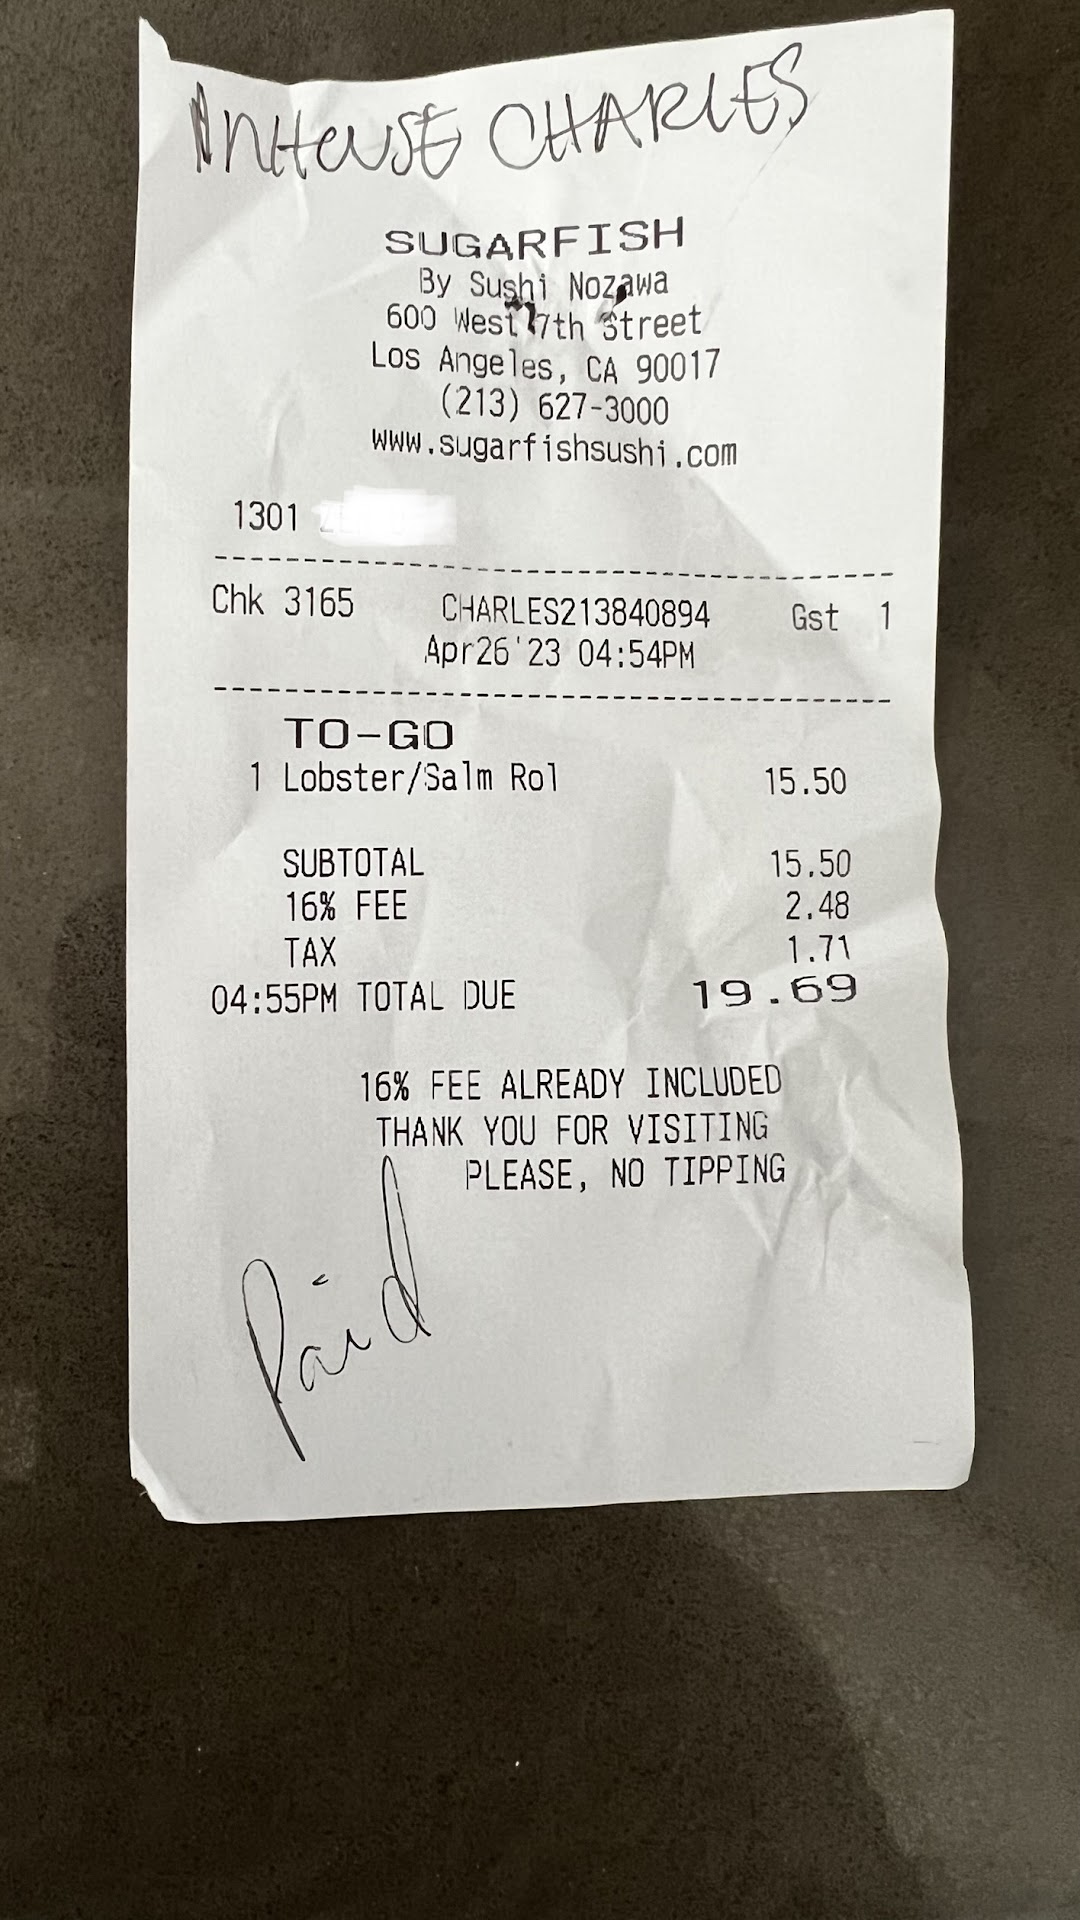 INHOUSE CHARLES
SUGARFISH
By Sushi Nozawa
600 West 7th Street
Los Angeles, CA 90017
(213) 627-3000
www.sugarfishsushi.com
1301
Chk 3165 CHARLES213840894 Gst 1
Apr26'23 04:54PM
TO-GO
1 Lobster/Salm Rol 15.50
SUBTOTAL 15.50
16% FEE 2.48
TAX 1.71
04:55PM TOTAL DUE 19.69
16% FEE ALREADY INCLUDED
THANK YOU FOR VISITING
PLEASE, NO TIPPING
Paid